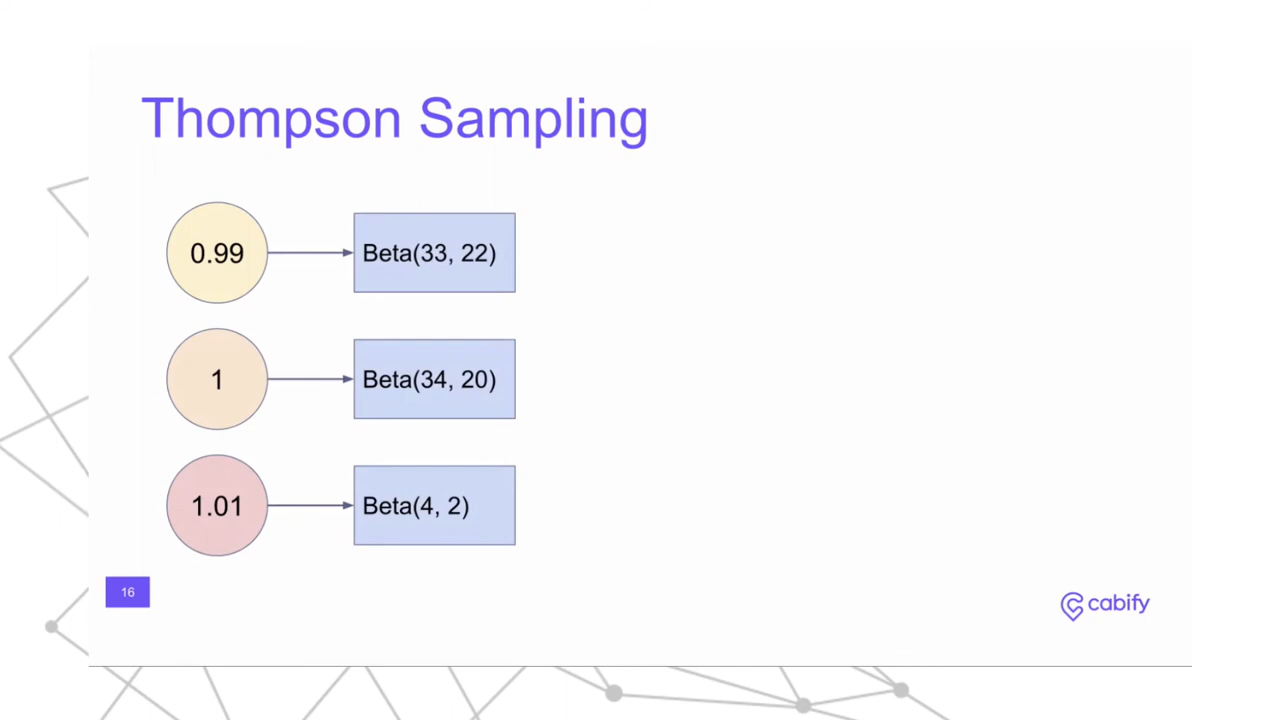 Thompson Sampling
0.99
Beta(33, 22)
1
Beta(34, 20)
1.01
Beta(4, 2)
16
cabify